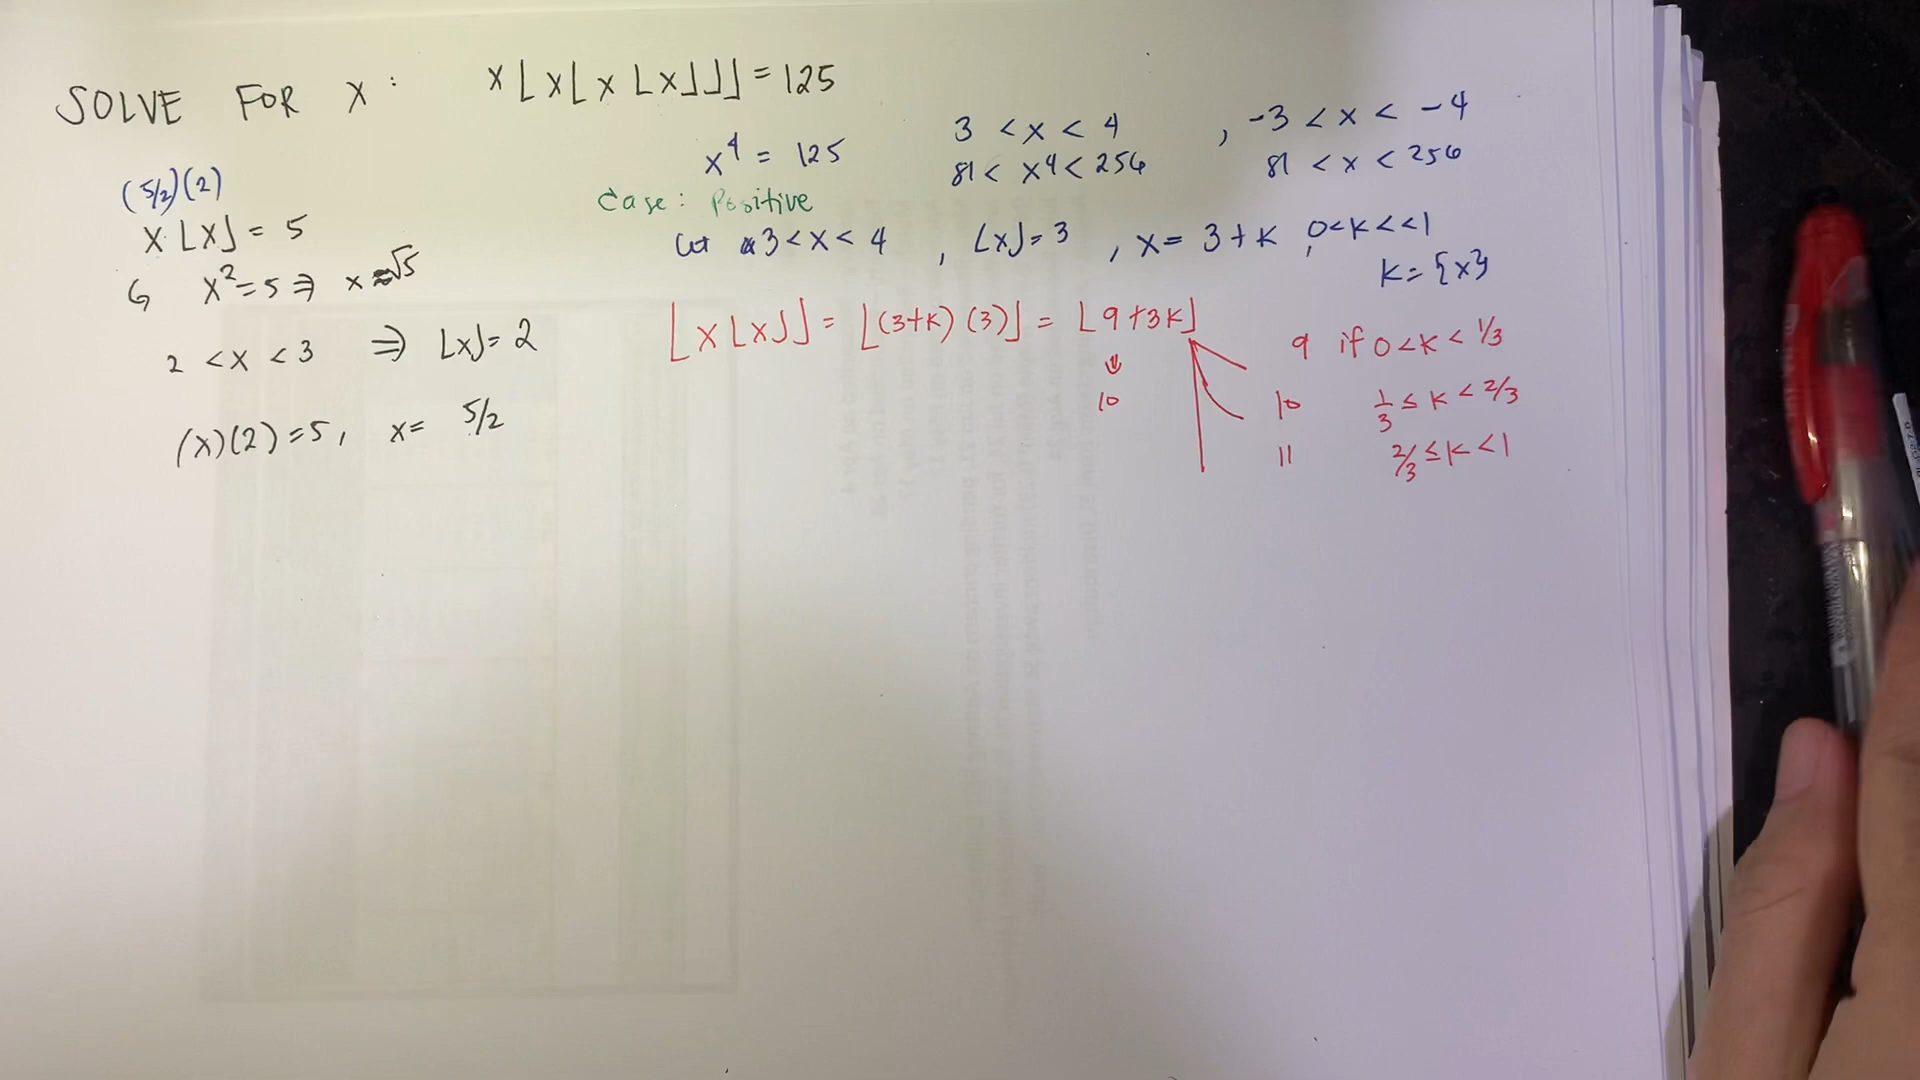 SOLVE FOR X : X⌊X⌊X⌊X⌋⌋⌋ = 125
(5/2)(2)
X·⌊X⌋ = 5
X² = 5 ⇒ X = √5
2 < X < 3 ⇒ ⌊X⌋ = 2
(X)(2) = 5, X = 5/2
X⁴ = 125
3 < X < 4 , -3 < X < -4
81 < X⁴ < 256 81 < X < 256
Case : Positive
Let 3 < X < 4 , ⌊X⌋ = 3 , X = 3 + K , 0 < K << 1
K = {X}
⌊X⌊X⌋⌋ = ⌊(3+K)(3)⌋ = ⌊9 + 3K⌋
⇓
10
9 if 0 < K < 1/3
10 1/3 ≤ K < 2/3
11 2/3 ≤ K < 1